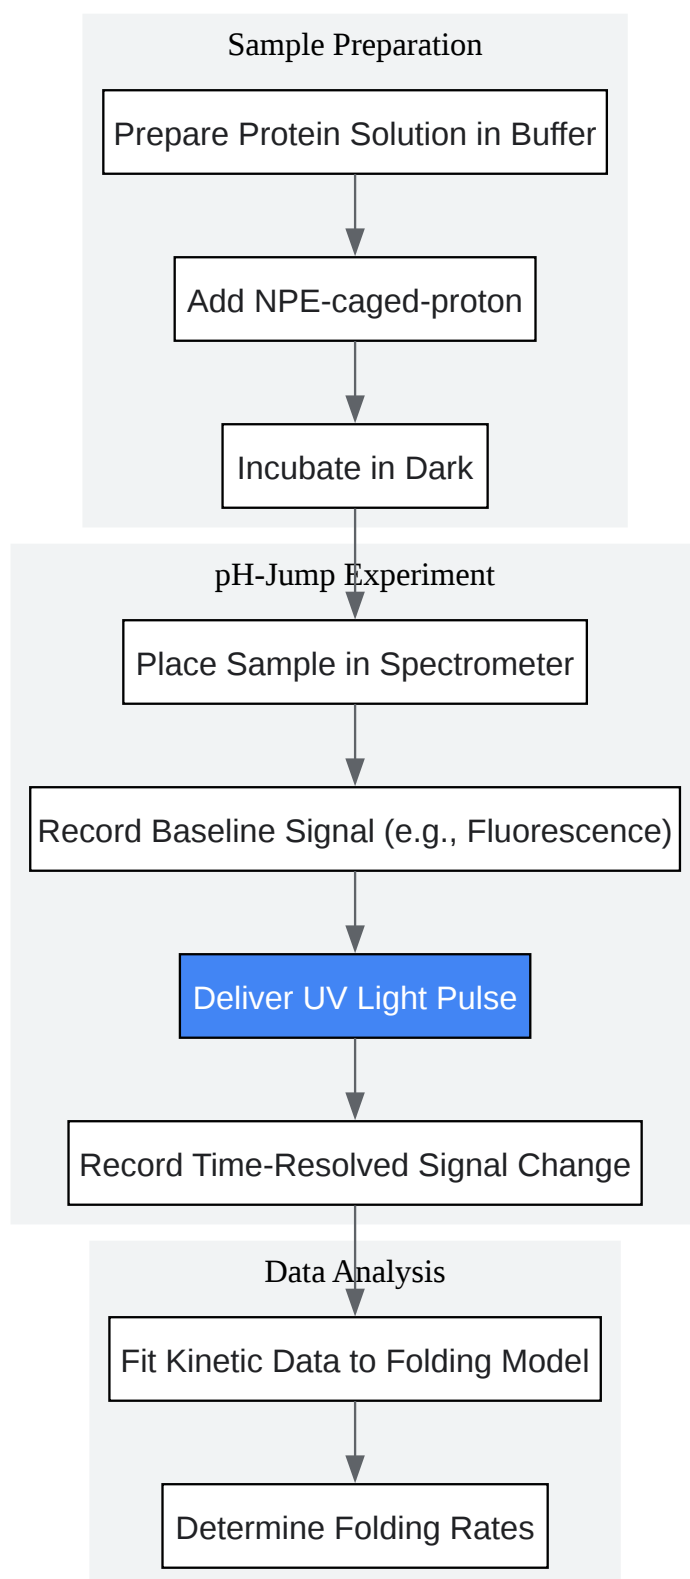 Sample Preparation
Prepare Protein Solution in Buffer
Add NPE-caged-proton
Incubate in Dark
pH-Jump Experiment
Place Sample in Spectrometer
Record Baseline Signal (e.g., Fluorescence)
Deliver UV Light Pulse
Record Time-Resolved Signal Change
Data Analysis
Fit Kinetic Data to Folding Model
Determine Folding Rates